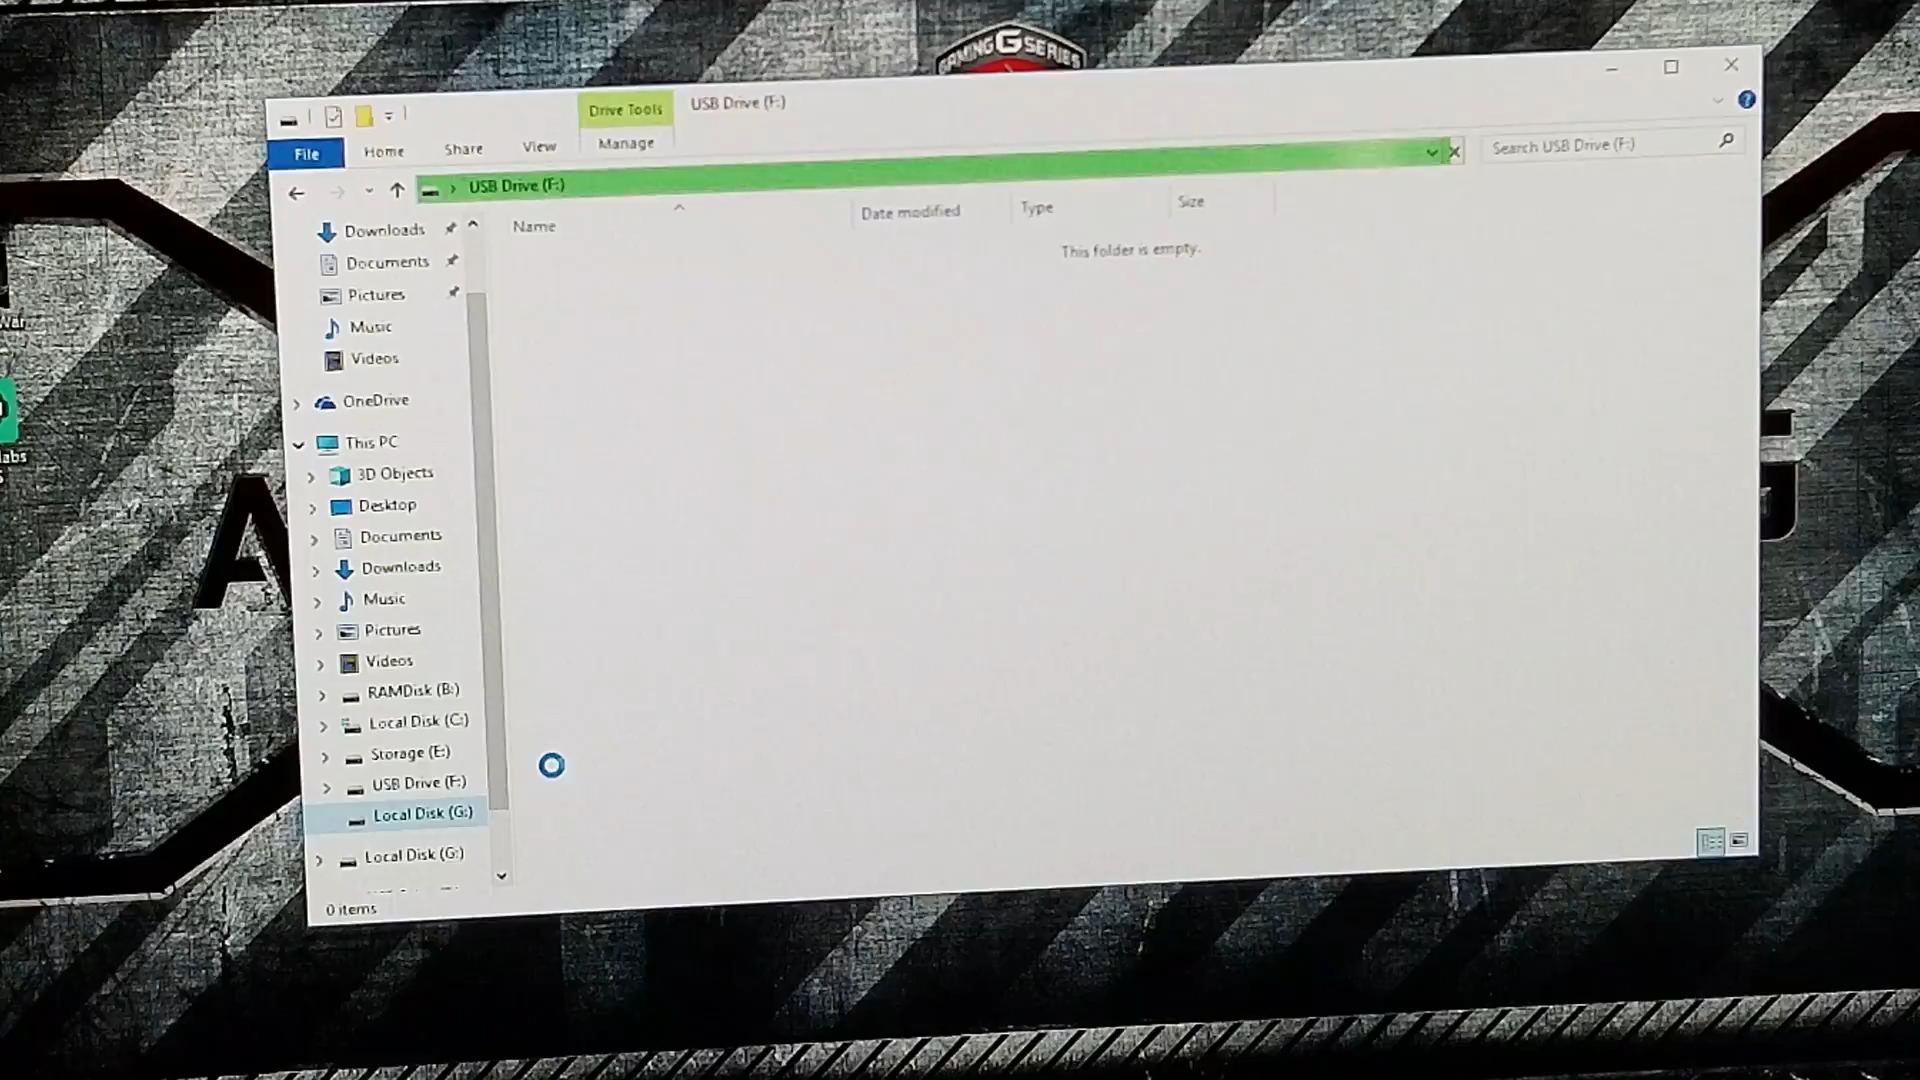 GAMING G SERIES
Drive Tools
USB Drive (F:)
File
Home
Share
View
Manage
USB Drive (F:)
Search USB Drive (F:)
Name
Date modified
Type
Size
This folder is empty.
Downloads
Documents
Pictures
Music
Videos
OneDrive
This PC
3D Objects
Desktop
Documents
Downloads
Music
Pictures
Videos
RAMDisk (B:)
Local Disk (C:)
Storage (E:)
USB Drive (F:)
Local Disk (G:)
Local Disk (G:)
0 items
War
labs
A